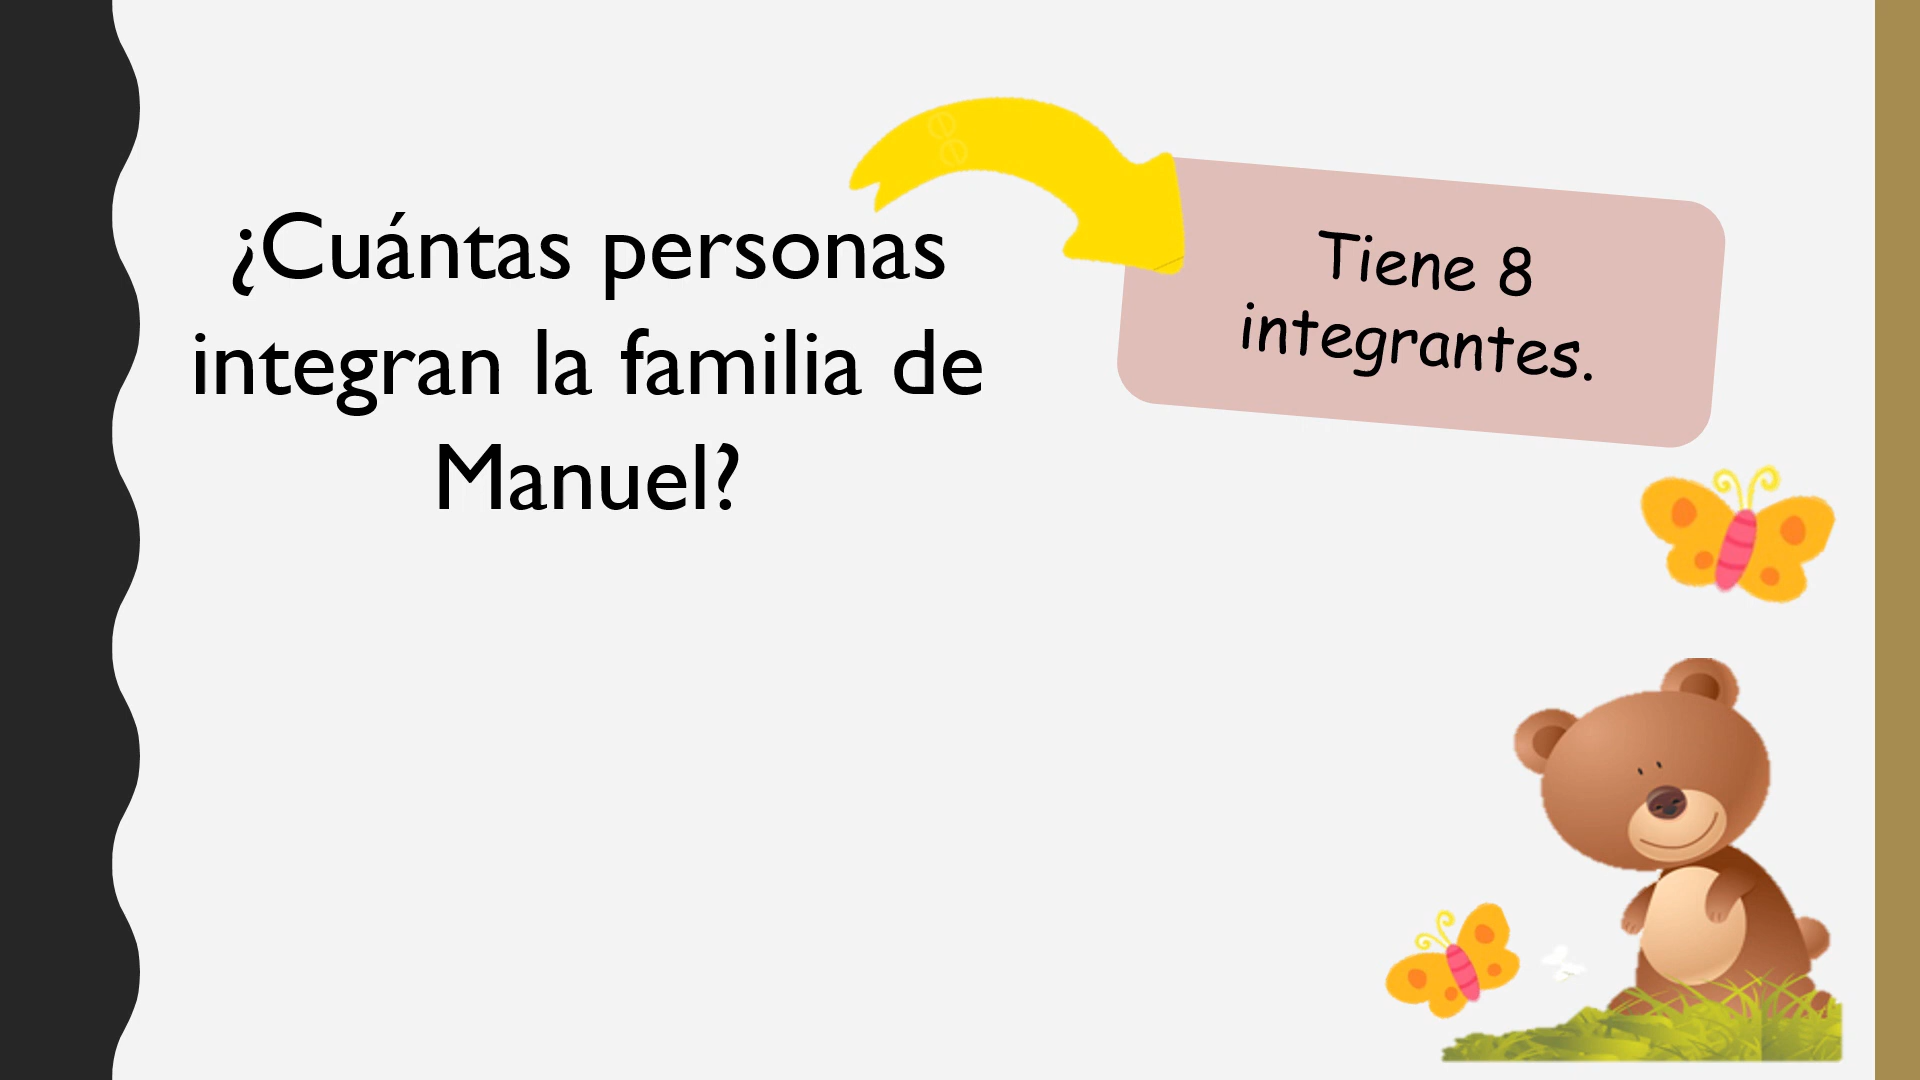 ¿Cuántas personas
integran la familia de
Manuel?
Tiene 8
integrantes.